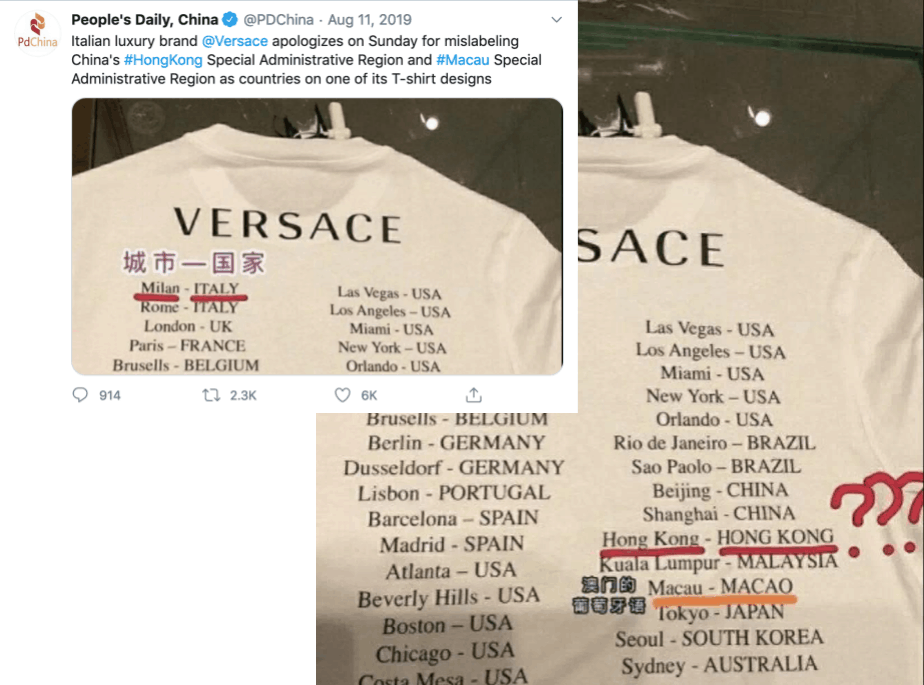 PdChina
People's Daily, China @PDChina · Aug 11, 2019
Italian luxury brand @Versace apologizes on Sunday for mislabeling
China's #HongKong Special Administrative Region and #Macau Special
Administrative Region as countries on one of its T-shirt designs
VERSACE
城市—国家
Milan - ITALY
Rome - ITALY
London - UK
Paris – FRANCE
Brusells - BELGIUM
Las Vegas - USA
Los Angeles – USA
Miami - USA
New York – USA
Orlando - USA
914 2.3K 6K
SACE
Brusells - BELGIUM
Berlin - GERMANY
Dusseldorf - GERMANY
Lisbon - PORTUGAL
Barcelona – SPAIN
Madrid - SPAIN
Atlanta – USA
Beverly Hills - USA
Boston – USA
Chicago - USA
Costa Mesa - USA
Las Vegas - USA
Los Angeles – USA
Miami - USA
New York – USA
Orlando - USA
Rio de Janeiro – BRAZIL
Sao Paolo – BRAZIL
Beijing - CHINA
Shanghai - CHINA
Hong Kong - HONG KONG
???
Kuala Lumpur - MALAYSIA
澳门的
葡萄牙语
Macau - MACAO
Tokyo - JAPAN
Seoul - SOUTH KOREA
Sydney - AUSTRALIA